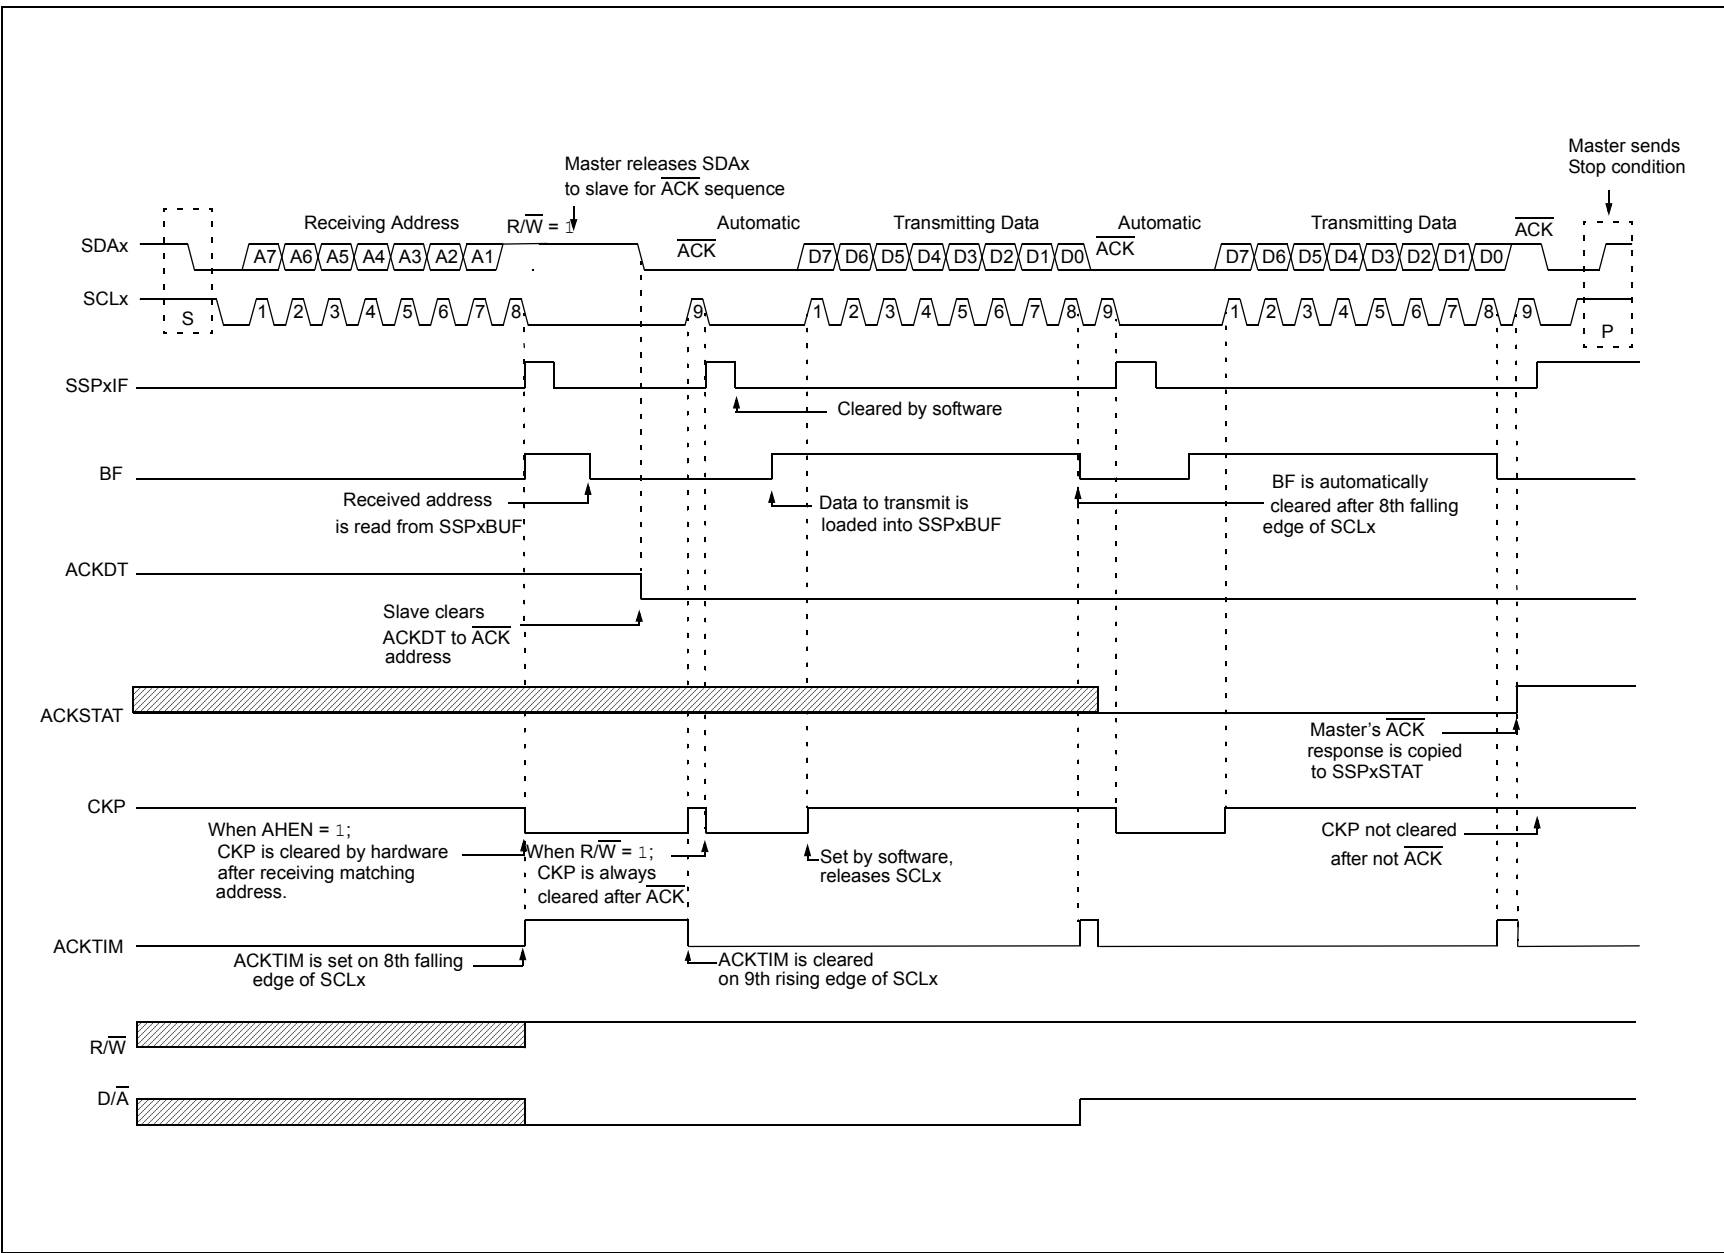 Master sends
Stop condition
Master releases SDAx
to slave for A̅C̅K̅ sequence
Receiving Address
R/W̅ = 1
Automatic
Transmitting Data
Automatic
Transmitting Data
A̅C̅K̅
SDAx
A7 A6 A5 A4 A3 A2 A1
A̅C̅K̅
D7 D6 D5 D4 D3 D2 D1 D0
A̅C̅K̅
D7 D6 D5 D4 D3 D2 D1 D0
SCLx
S
1 2 3 4 5 6 7 8
9
1 2 3 4 5 6 7 8 9
1 2 3 4 5 6 7 8 9
P
SSPxIF
Cleared by software
BF
Received address
is read from SSPxBUF
Data to transmit is
loaded into SSPxBUF
BF is automatically
cleared after 8th falling
edge of SCLx
ACKDT
Slave clears
ACKDT to A̅C̅K̅
address
ACKSTAT
Master’s A̅C̅K̅
response is copied
to SSPxSTAT
CKP
When AHEN = 1;
CKP is cleared by hardware
after receiving matching
address.
When R/W̅ = 1;
CKP is always
cleared after A̅C̅K̅
Set by software,
releases SCLx
CKP not cleared
after not A̅C̅K̅
ACKTIM
ACKTIM is set on 8th falling
edge of SCLx
ACKTIM is cleared
on 9th rising edge of SCLx
R/W̅
D/A̅